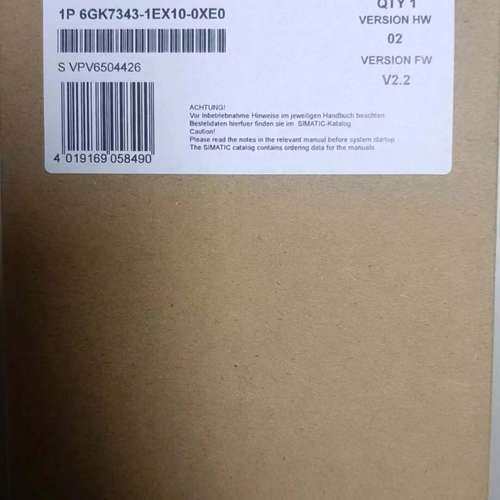 1P 6GK7343-1EX10-0XE0
QTY 1
VERSION HW
02
S VPV6504426
VERSION FW
V2.2
ACHTUNG!
Vor Inbetriebnahme Hinweise im jeweiligen Handbuch beachten.
Bestelldaten hierfuer finden sie im SIMATIC-Katalog.
Caution!
Please read the notes in the relevant manual before system startup.
The SIMATIC catalog contains ordering data for the manuals.
4 019169 058490